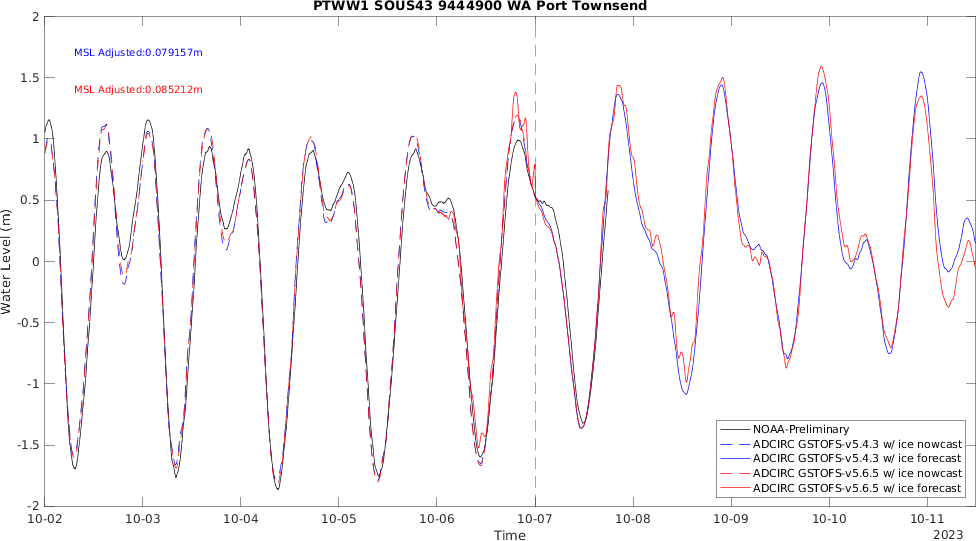 PTWW1 SOUS43 9444900 WA Port Townsend
2
1.5
1
0.5
0
-0.5
-1
-1.5
-2
Water Level (m)
MSL Adjusted:0.079157m
MSL Adjusted:0.085212m
NOAA-Preliminary
ADCIRC GSTOFS-v5.4.3 w/ ice nowcast
ADCIRC GSTOFS-v5.4.3 w/ ice forecast
ADCIRC GSTOFS-v5.6.5 w/ ice nowcast
ADCIRC GSTOFS-v5.6.5 w/ ice forecast
10-02 10-03 10-04 10-05 10-06 10-07 10-08 10-09 10-10 10-11
Time
2023